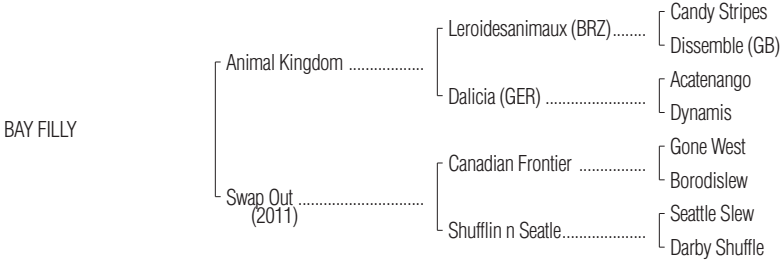 Candy Stripes
Leroidesanimaux (BRZ)........
Dissemble (GB)
Animal Kingdom ..................
Acatenango
Dalicia (GER) ........................
Dynamis
BAY FILLY
Gone West
Canadian Frontier ................
Borodislew
Swap Out ..............................
(2011)
Seattle Slew
Shufflin n Seatle....................
Darby Shuffle